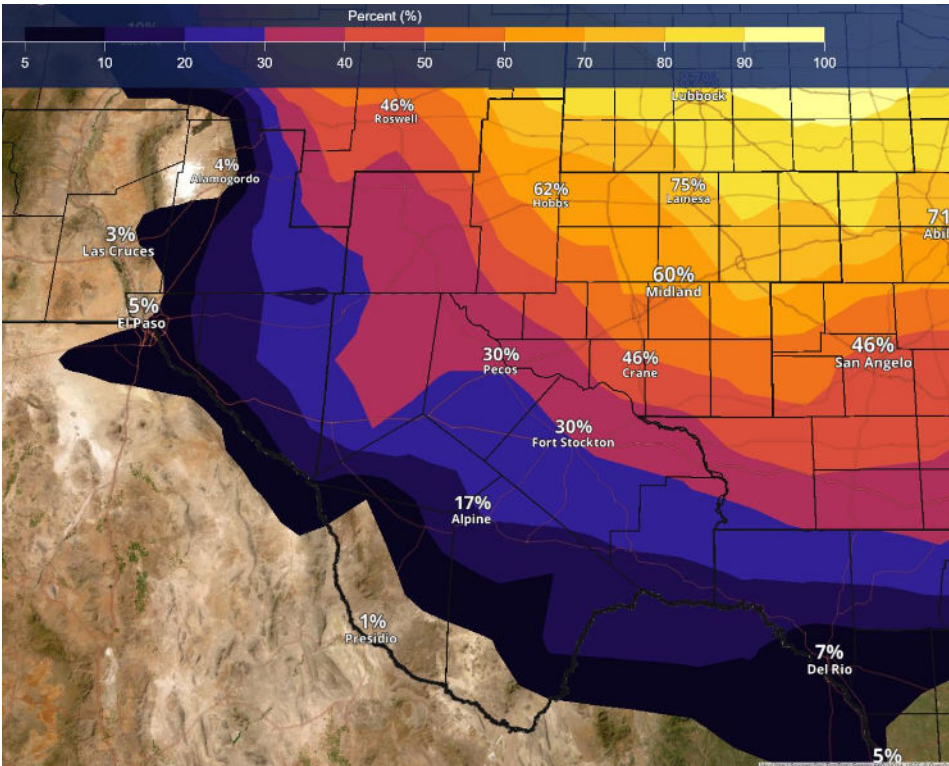 Percent (%)
5 10 20 30 40 50 60 70 80 90 100
Lubbock
46%
Roswell
4%
Alamogordo
62%
Hobbs
75%
Lamesa
71
Abil
3%
Las Cruces
60%
Midland
5%
El Paso
30%
Pecos
46%
Crane
46%
San Angelo
30%
Fort Stockton
17%
Alpine
1%
Presidio
7%
Del Rio
5%